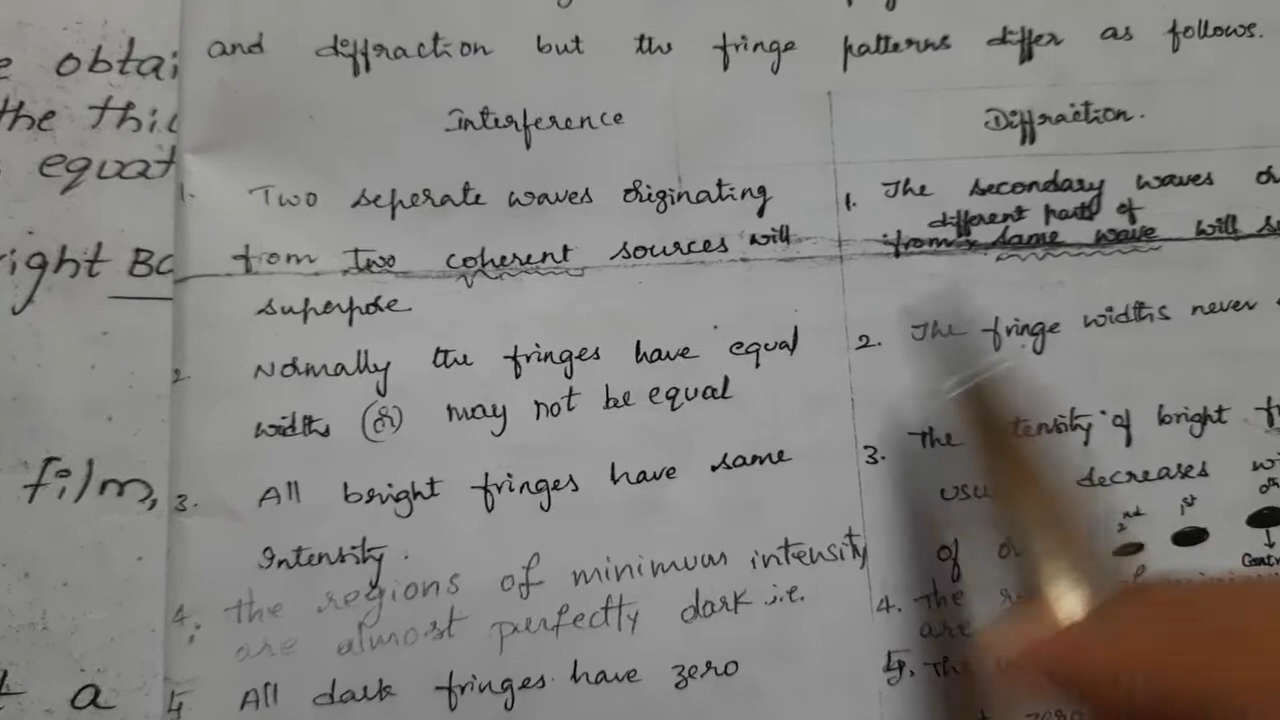 and diffraction but the fringe patterns differ as follows.
e obtai
the thic
equat
right Bc
film,
t a
Interference
1. Two seperate waves originating
from two coherent sources will
superpose
2. Normally the fringes have equal
widths (or) may not be equal
3. All bright fringes have same
Intensity.
4. the regions of minimum intensity
are almost perfectly dark i.e.
5 All dark fringes have zero
Diffraction.
1. The secondary waves
different parts of
from same wave will
2. The fringe widths never
3. The of bright
decreases
2nd 1st 0th
of
4. The
are
5. The